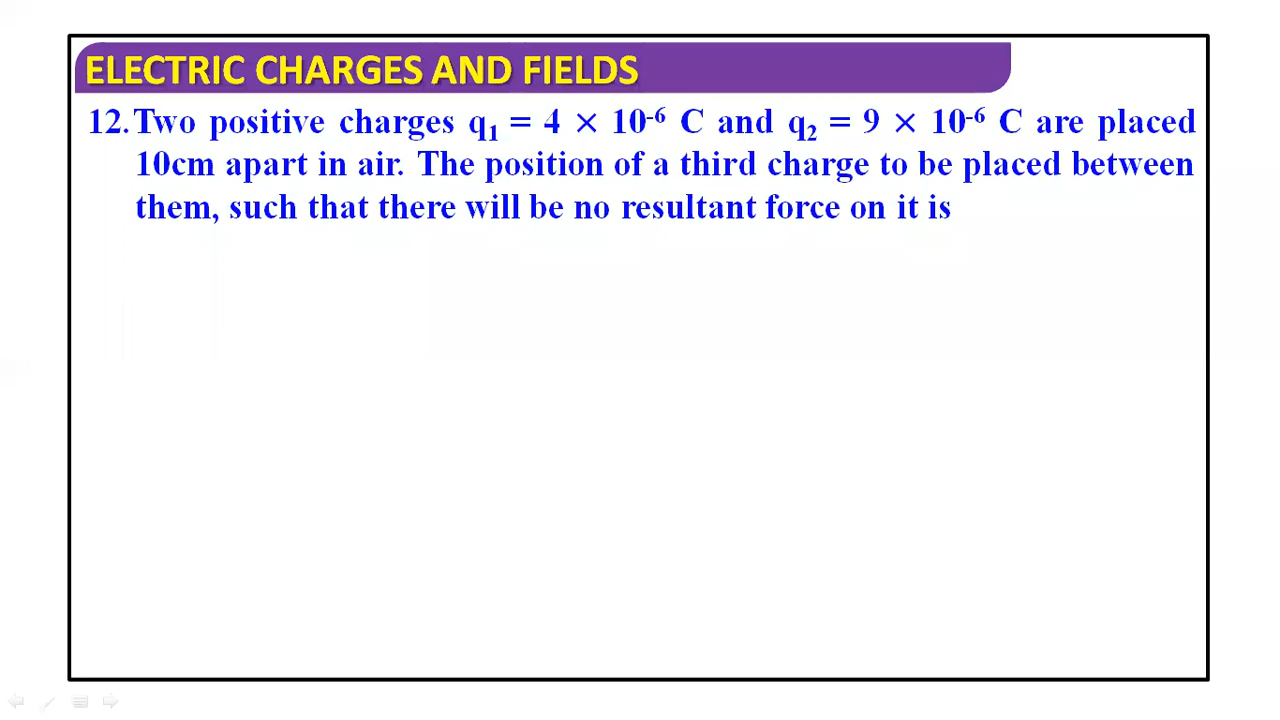 ELECTRIC CHARGES AND FIELDS
12. Two positive charges q₁ = 4 × 10⁻⁶ C and q₂ = 9 × 10⁻⁶ C are placed
10cm apart in air. The position of a third charge to be placed between
them, such that there will be no resultant force on it is